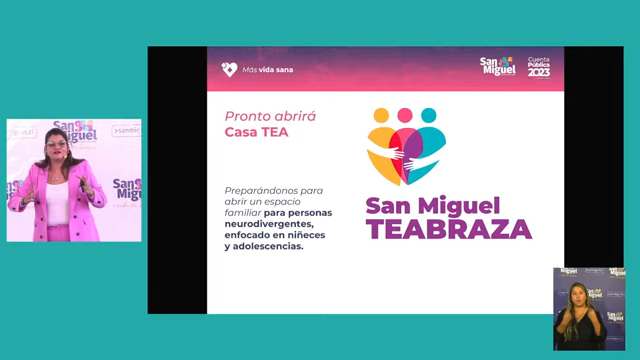 Más vida sana
San
Miguel
Cuenta
Pública
2023
Pronto abrirá
Casa TEA
Preparándonos para
abrir un espacio
familiar para personas
neurodivergentes,
enfocado en niñeces
y adolescencias.
San Miguel
TEABRAZA
San
Miguel
San
San
Miguel